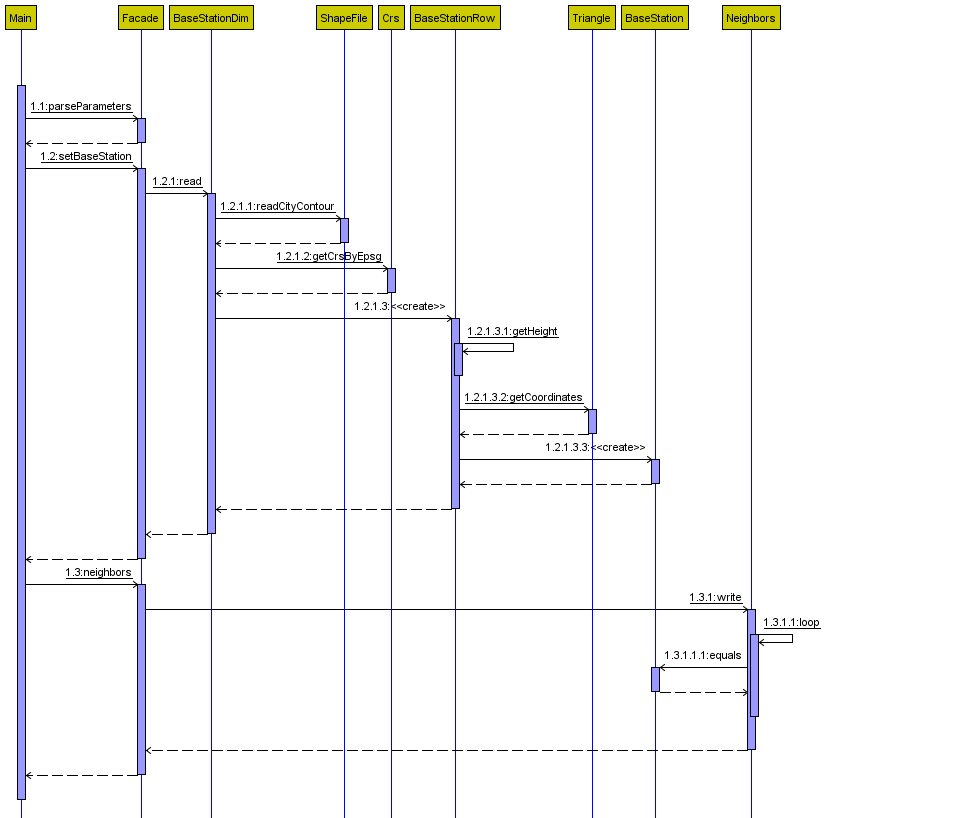 Main Facade BaseStationDim ShapeFile Crs BaseStationRow Triangle BaseStation Neighbors
1.1:parseParameters
1.2:setBaseStation
1.2.1:read
1.2.1.1:readCityContour
1.2.1.2:getCrsByEpsg
1.2.1.3:<<create>>
1.2.1.3.1:getHeight
1.2.1.3.2:getCoordinates
1.2.1.3.3:<<create>>
1.3:neighbors
1.3.1:write
1.3.1.1:loop
1.3.1.1.1:equals